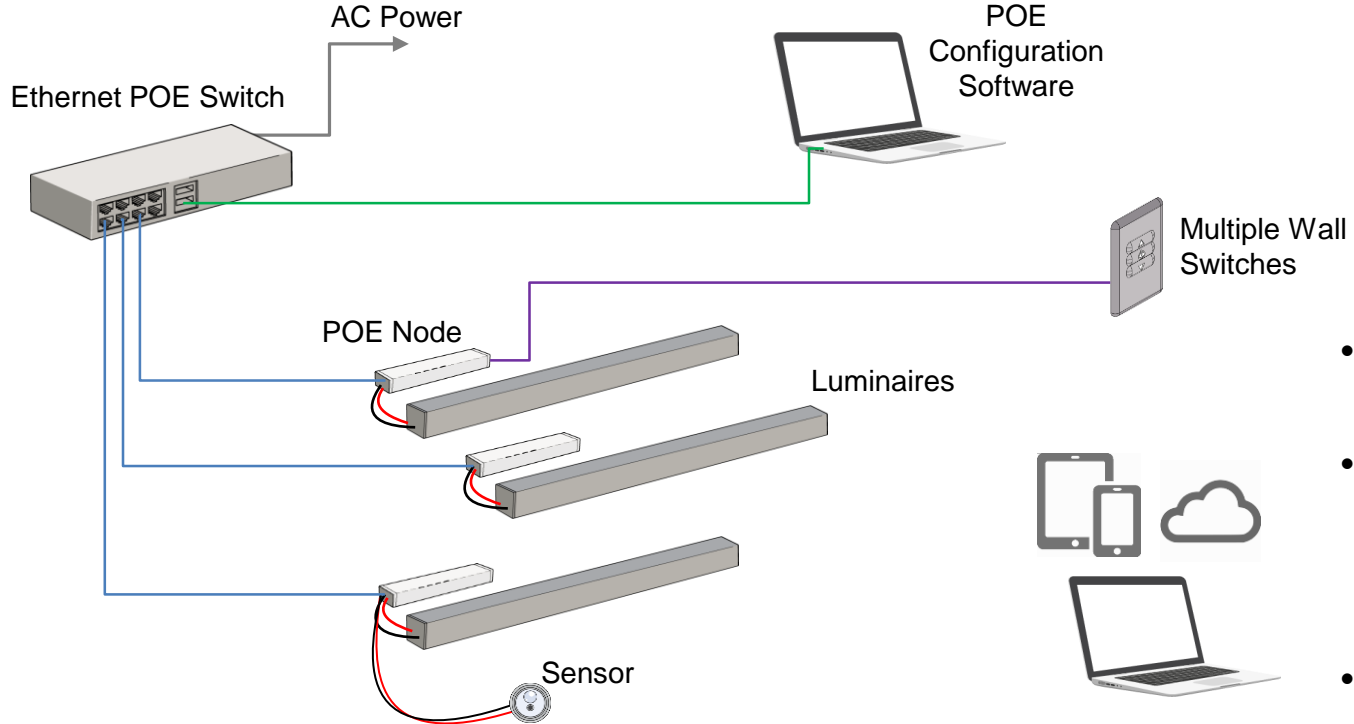 AC Power
POE
Configuration
Software
Ethernet POE Switch
Multiple Wall
Switches
POE Node
Luminaires
Sensor